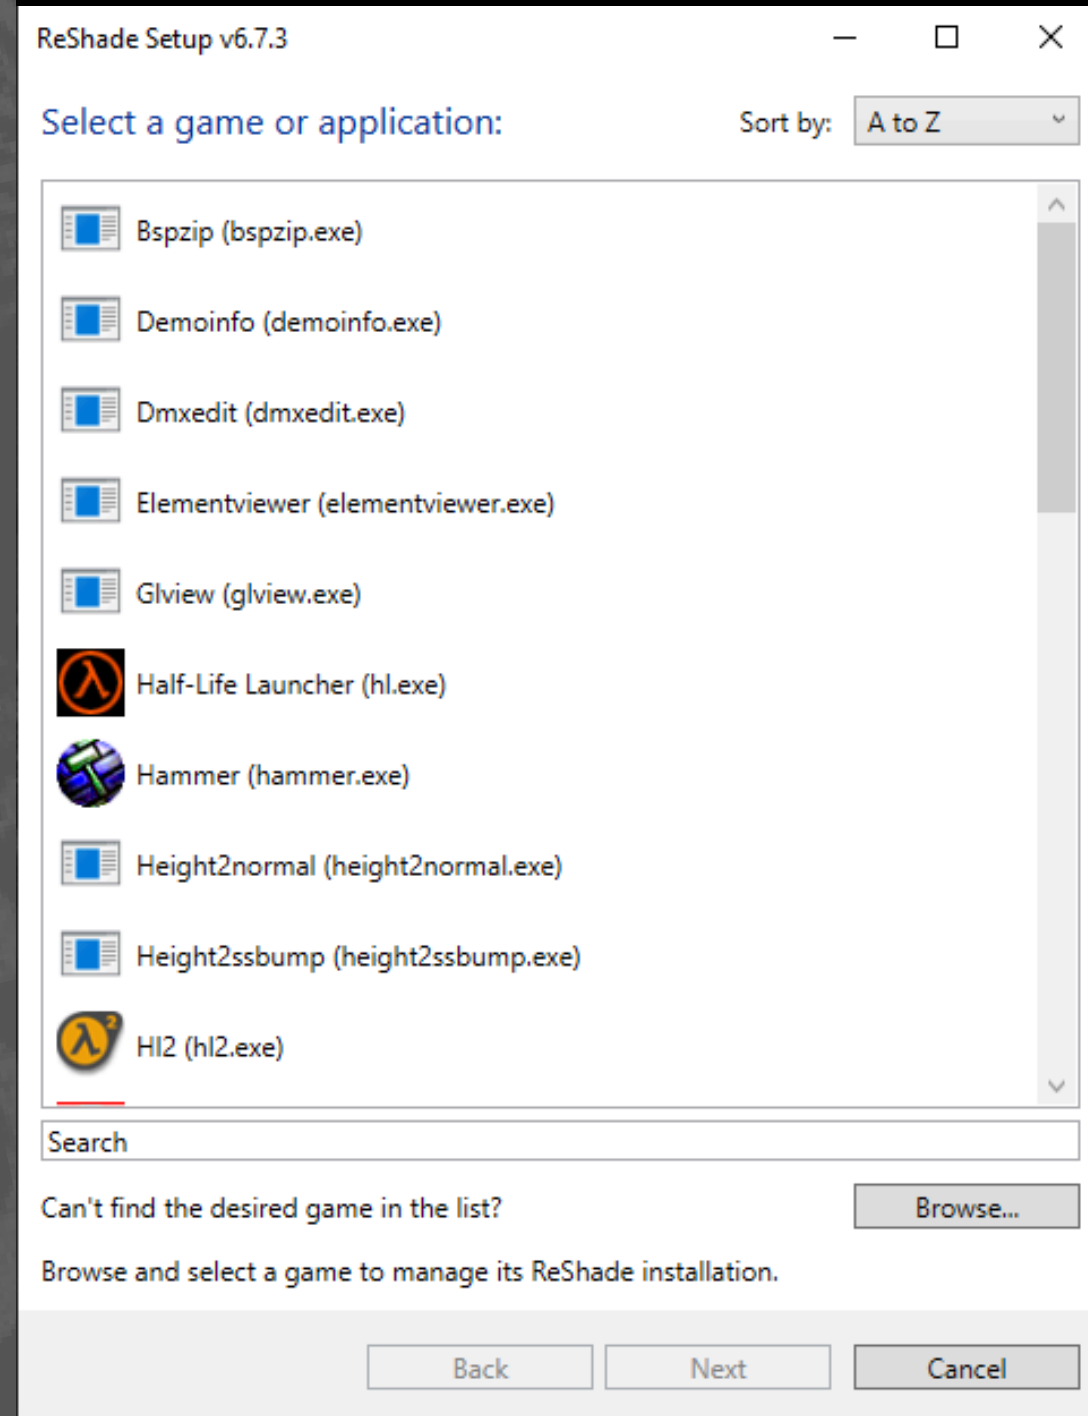 ReShade Setup v6.7.3
Select a game or application:
Sort by:
A to Z
Bspzip (bspzip.exe)
Demoinfo (demoinfo.exe)
Dmxedit (dmxedit.exe)
Elementviewer (elementviewer.exe)
Glview (glview.exe)
Half-Life Launcher (hl.exe)
Hammer (hammer.exe)
Height2normal (height2normal.exe)
Height2ssbump (height2ssbump.exe)
Hl2 (hl2.exe)
Search
Can't find the desired game in the list?
Browse...
Browse and select a game to manage its ReShade installation.
Back
Next
Cancel